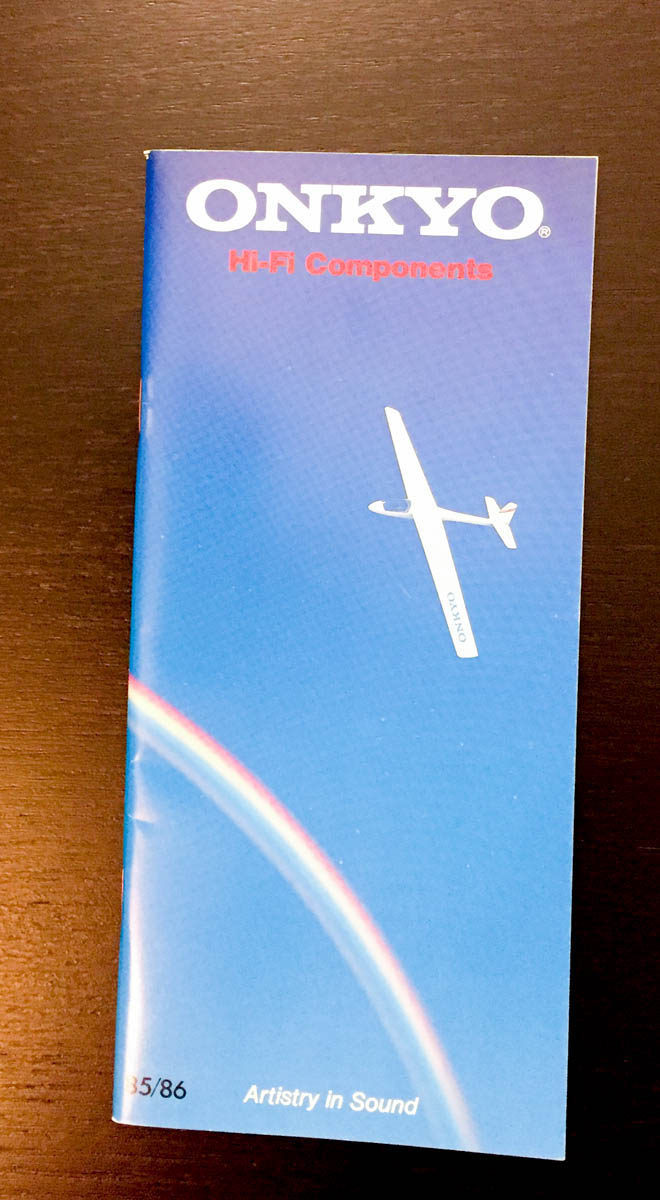 ONKYO®
Hi-Fi Components
ONKYO
85/86
Artistry in Sound